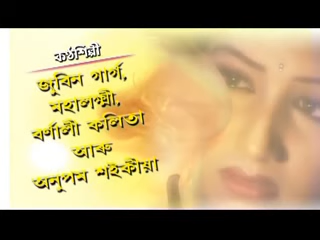 কণ্ঠশিল্পী
জুবিন গাৰ্গ,
মহালক্ষ্মী,
বৰ্ণালী কলিতা
আৰু
অনুপম শইকীয়া